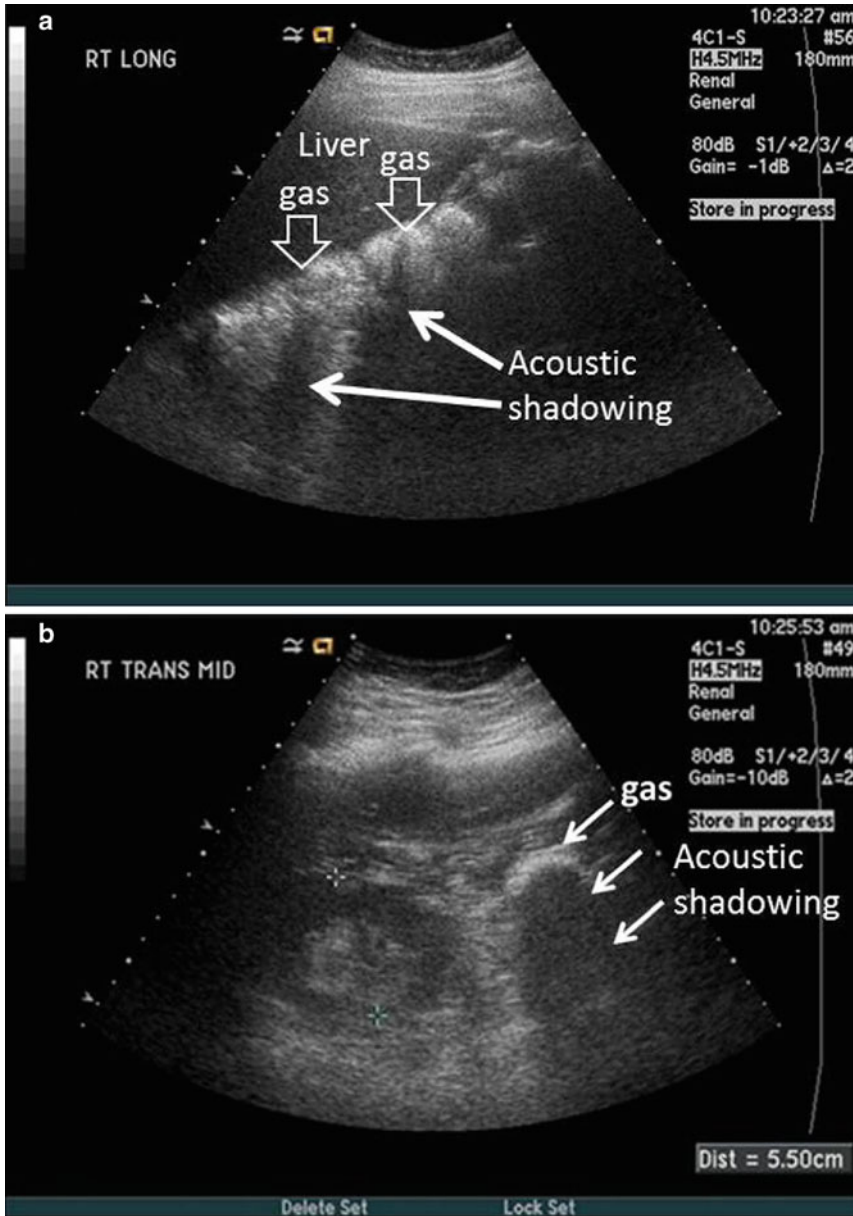 a
10:23:27 am
RT LONG
4C1-S #56
H4.5MHz 180mm
Renal
General
80dB S1/+2/3/4
Gain= -1dB Δ=2
Store in progress
Liver
gas
gas
Acoustic
shadowing
b
10:25:53 am
RT TRANS MID
4C1-S #49
H4.5MHz 180mm
Renal
General
80dB S1/+2/3/4
Gain=-10dB Δ=2
Store in progress
gas
Acoustic
shadowing
Dist = 5.50cm
Delete Set Lock Set